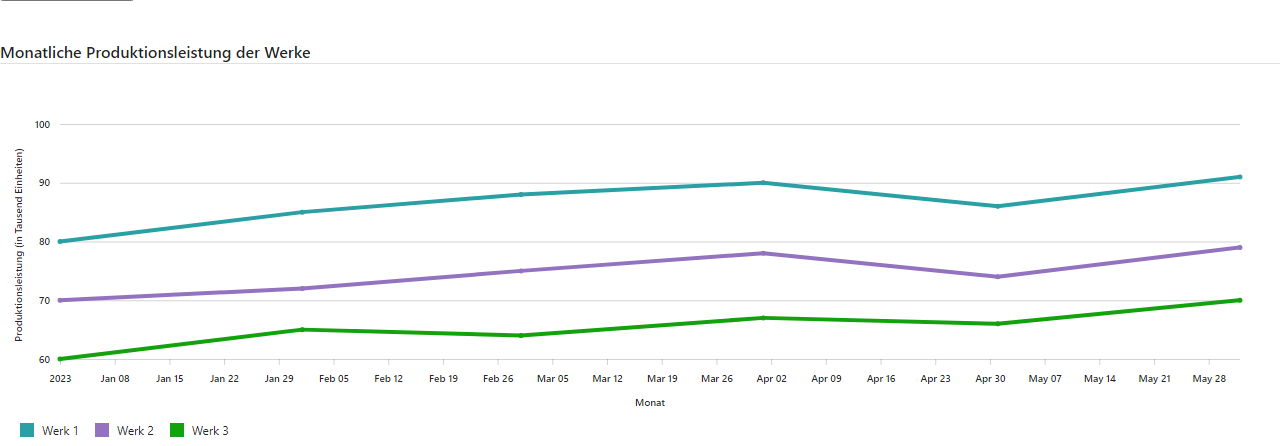 Monatliche Produktionsleistung der Werke
Produktionsleistung (in Tausend Einheiten)
100
90
80
70
60
2023 Jan 08 Jan 15 Jan 22 Jan 29 Feb 05 Feb 12 Feb 19 Feb 26 Mar 05 Mar 12 Mar 19 Mar 26 Apr 02 Apr 09 Apr 16 Apr 23 Apr 30 May 07 May 14 May 21 May 28
Monat
Werk 1 Werk 2 Werk 3